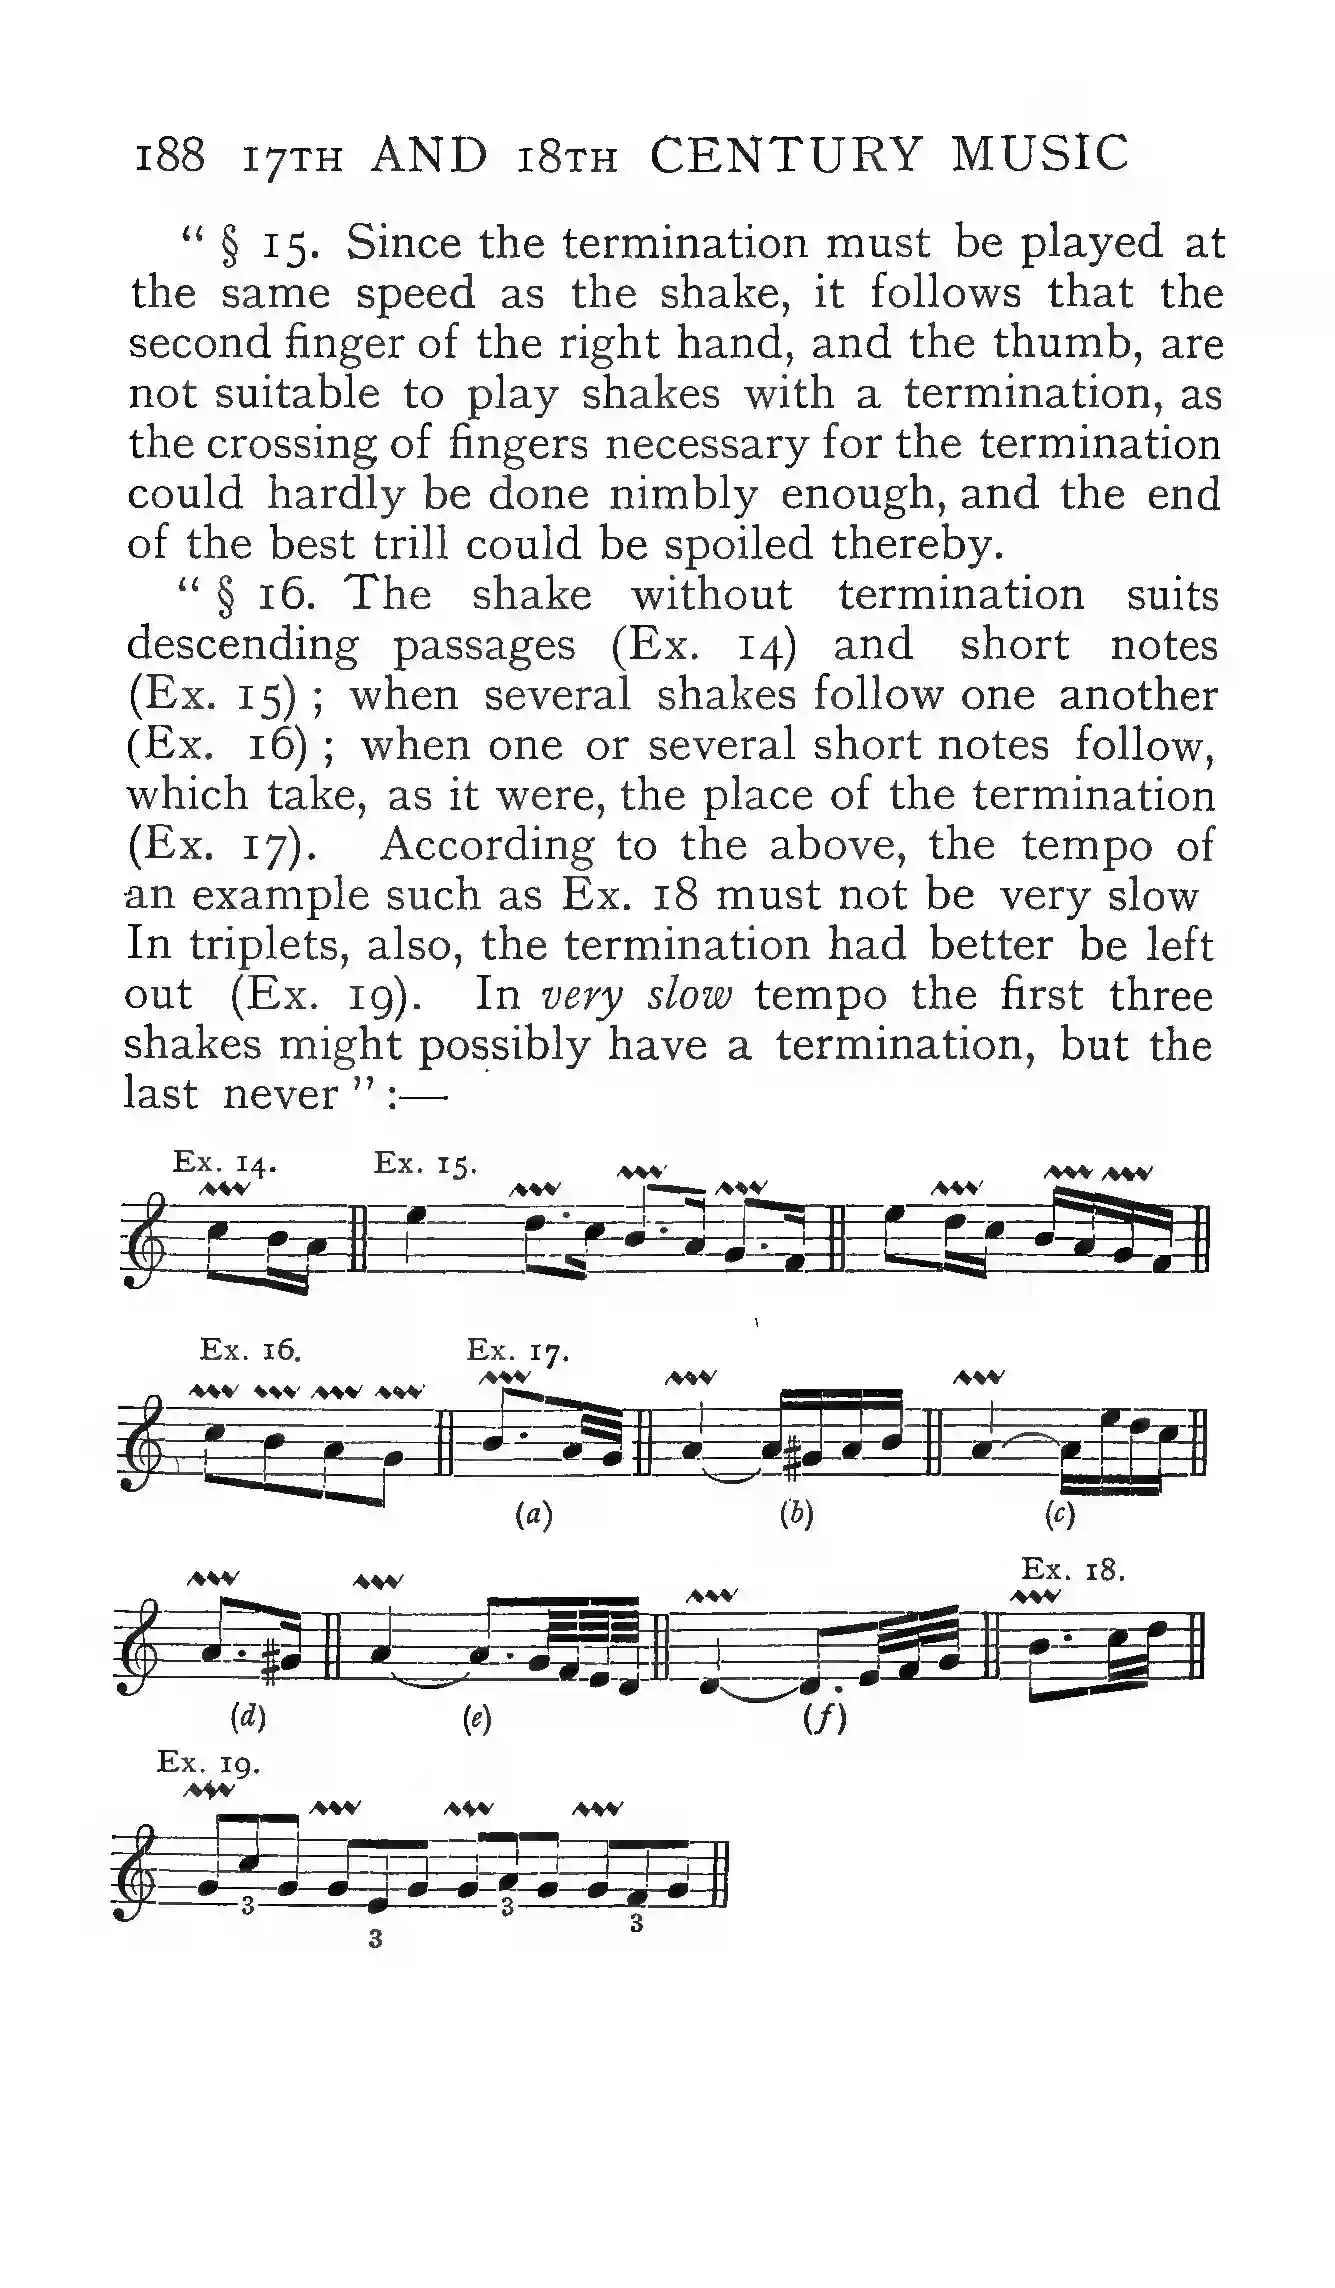 188 17TH AND 18TH CENTURY MUSIC
“ § 15. Since the termination must be played at
the same speed as the shake, it follows that the
second finger of the right hand, and the thumb, are
not suitable to play shakes with a termination, as
the crossing of fingers necessary for the termination
could hardly be done nimbly enough, and the end
of the best trill could be spoiled thereby.
“ § 16. The shake without termination suits
descending passages (Ex. 14) and short notes
(Ex. 15) ; when several shakes follow one another
(Ex. 16) ; when one or several short notes follow,
which take, as it were, the place of the termination
(Ex. 17). According to the above, the tempo of
an example such as Ex. 18 must not be very slow
In triplets, also, the termination had better be left
out (Ex. 19). In very slow tempo the first three
shakes might possibly have a termination, but the
last never ” :—
Ex. 14. Ex. 15.
Ex. 16. Ex. 17.
(a) (b) (c)
Ex. 18.
(d) (e) (f)
Ex. 19.
3 3 3 3